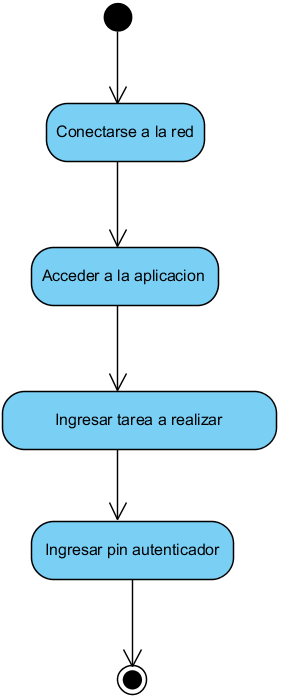 Conectarse a la red
Acceder a la aplicacion
Ingresar tarea a realizar
Ingresar pin autenticador